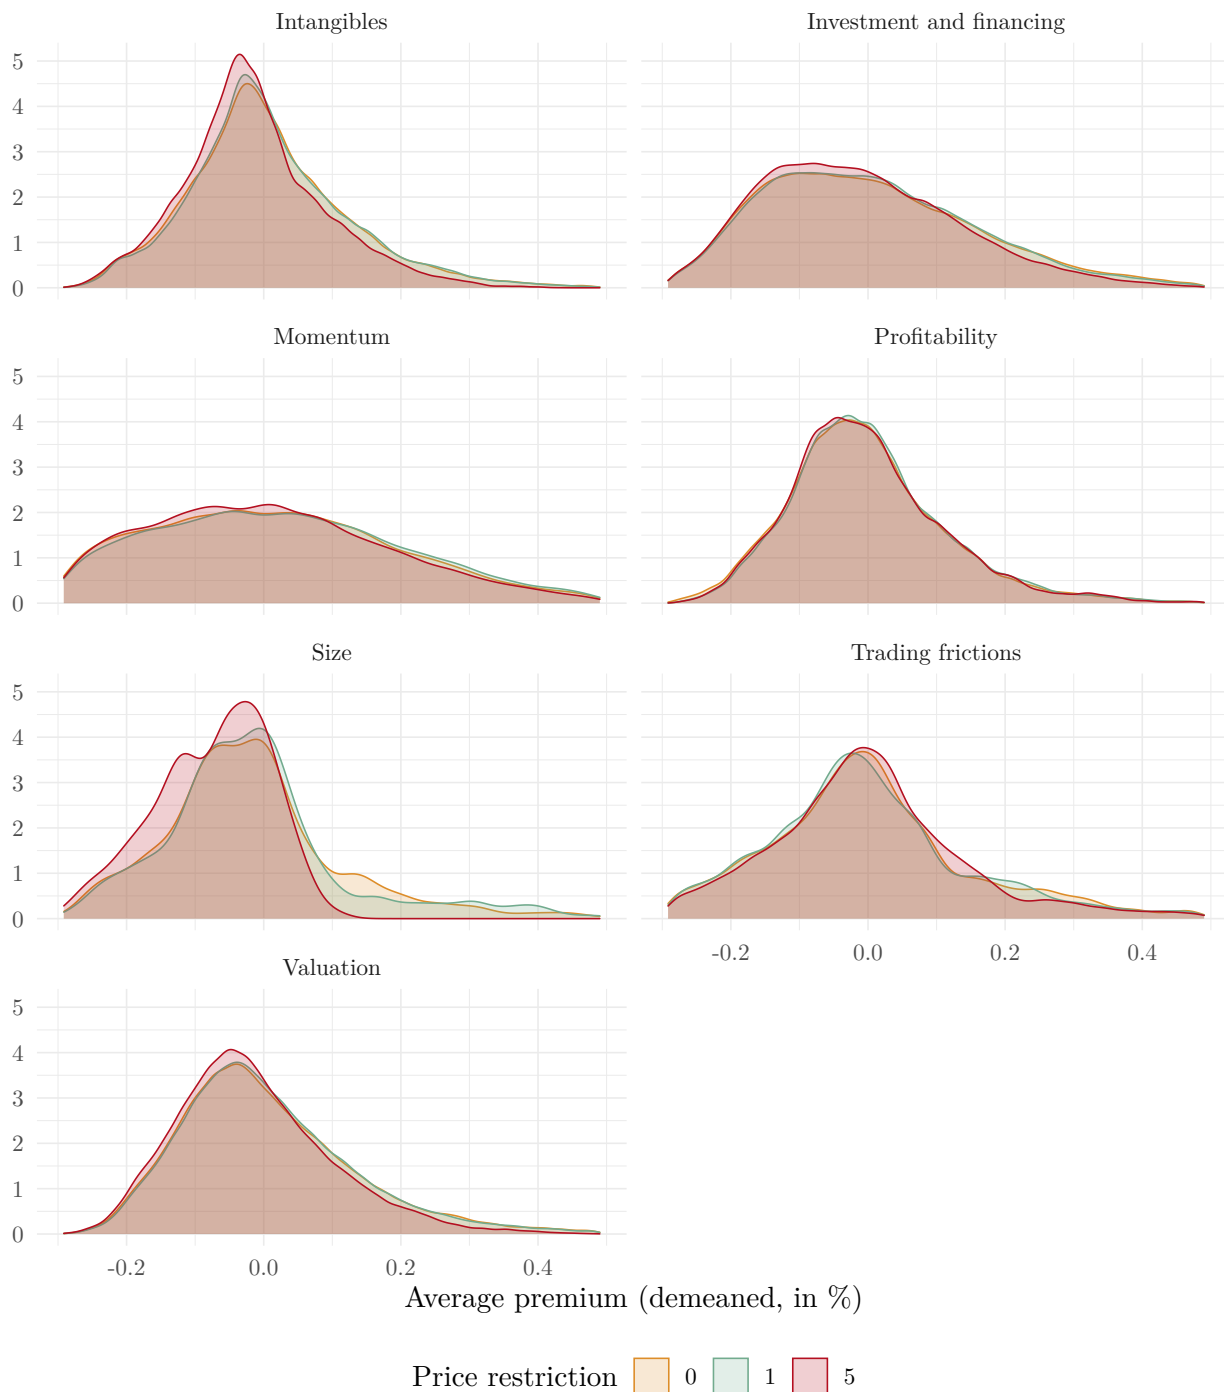 Intangibles
Investment and financing
5
4
3
2
1
0
Momentum
Profitability
5
4
3
2
1
0
Size
Trading frictions
5
4
3
2
1
0
-0.2 0.0 0.2 0.4
Valuation
5
4
3
2
1
0
-0.2 0.0 0.2 0.4
Average premium (demeaned, in %)
Price restriction 0 1 5